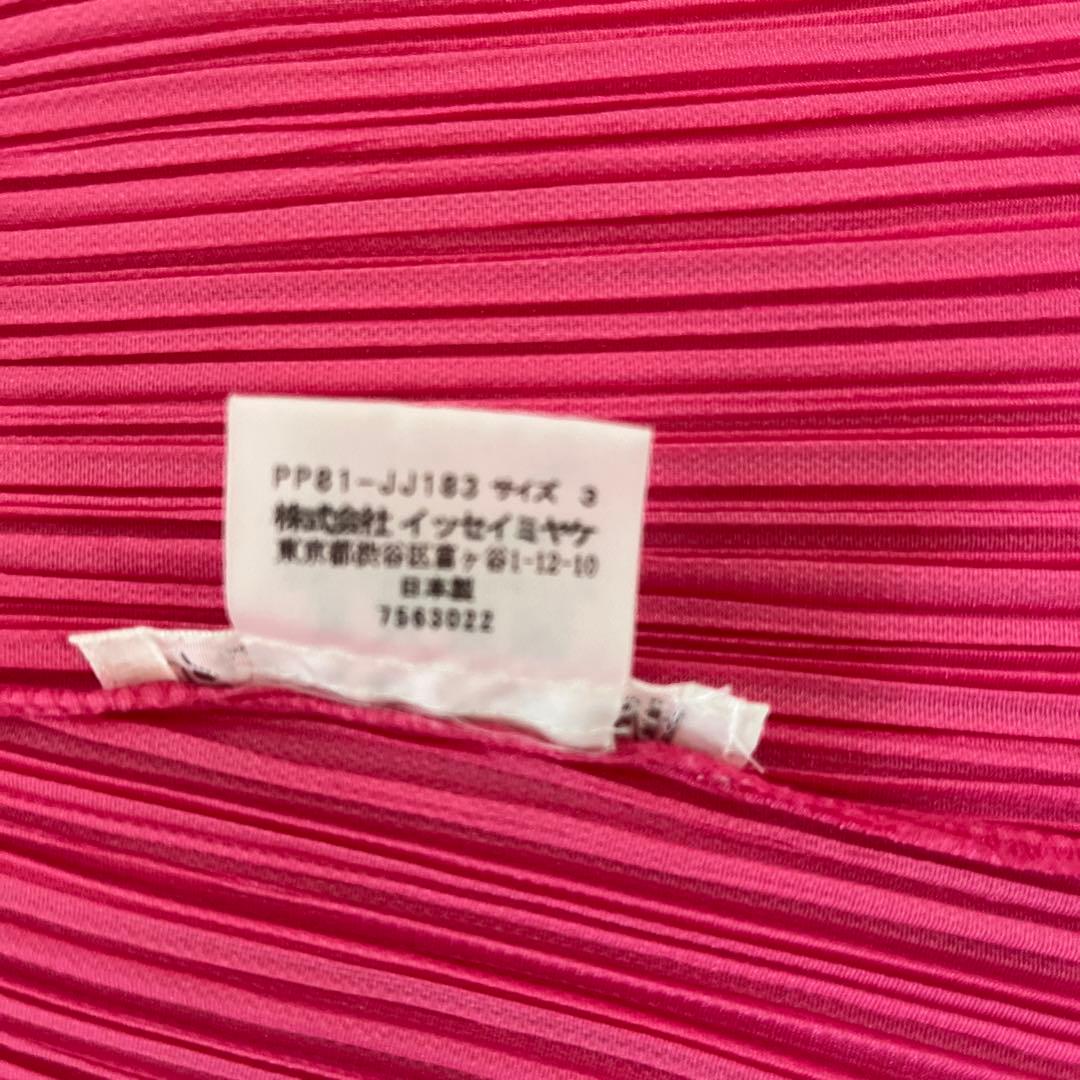 PP81-JJ183 サイズ 3
株式会社 イッセイミヤケ
東京都渋谷区富ヶ谷1-12-10
日本製
7563022